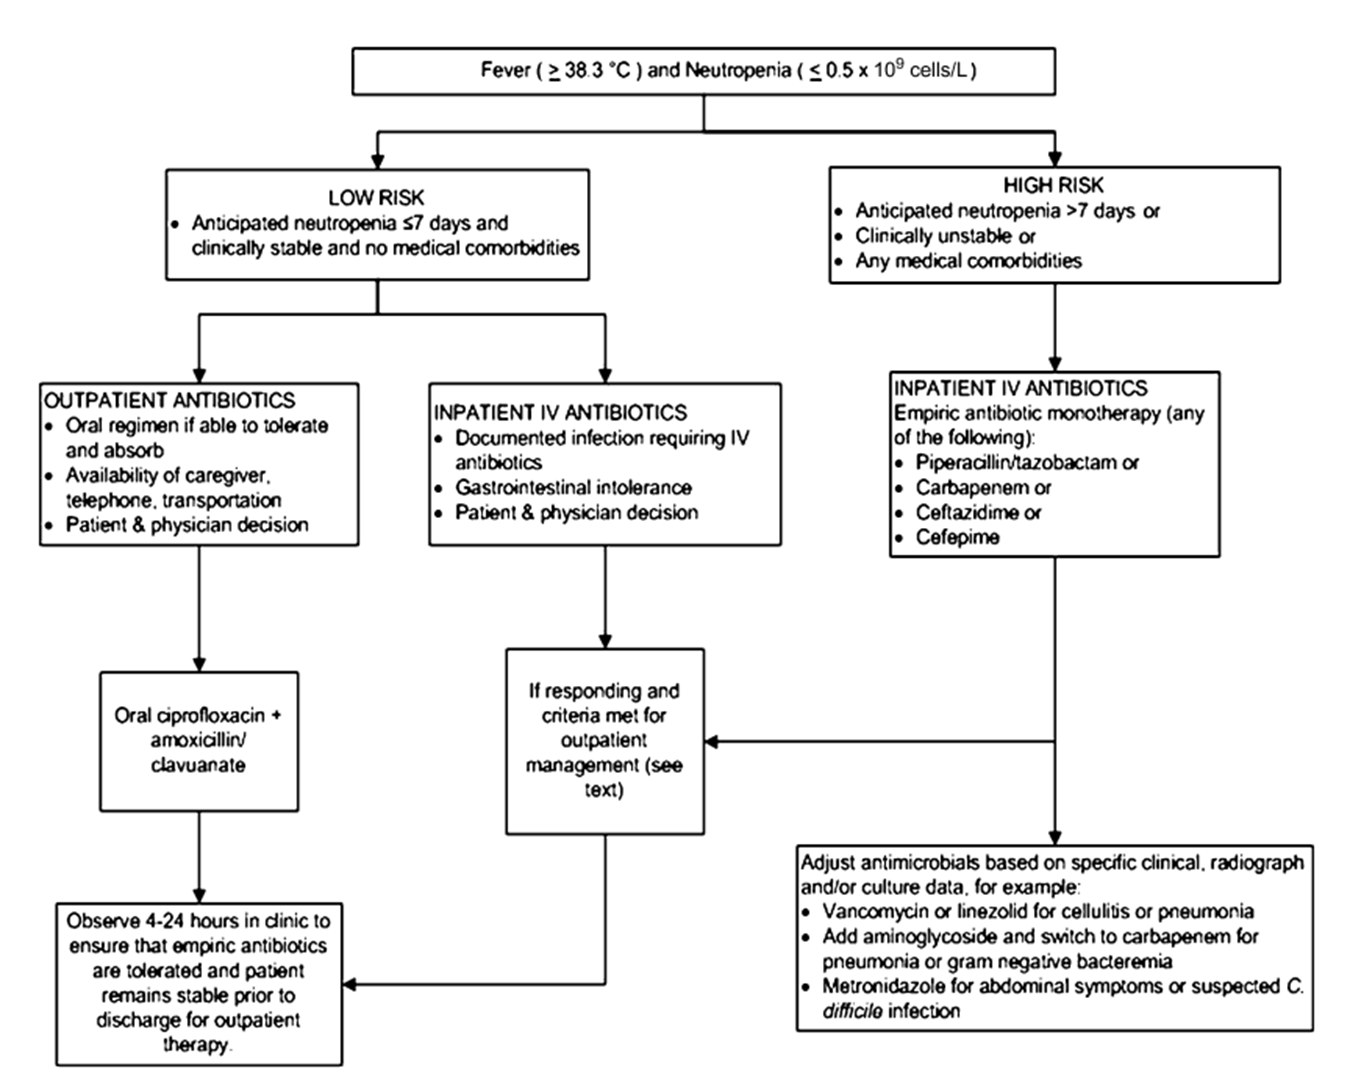 Fever ( ≥ 38.3 °C ) and Neutropenia ( ≤ 0.5 x 10⁹ cells/L )
LOW RISK
• Anticipated neutropenia ≤7 days and
clinically stable and no medical comorbidities
HIGH RISK
• Anticipated neutropenia >7 days or
• Clinically unstable or
• Any medical comorbidities
OUTPATIENT ANTIBIOTICS
• Oral regimen if able to tolerate
and absorb
• Availability of caregiver,
telephone, transportation
• Patient & physician decision
INPATIENT IV ANTIBIOTICS
• Documented infection requiring IV
antibiotics
• Gastrointestinal intolerance
• Patient & physician decision
INPATIENT IV ANTIBIOTICS
Empiric antibiotic monotherapy (any
of the following):
• Piperacillin/tazobactam or
• Carbapenem or
• Ceftazidime or
• Cefepime
Oral ciprofloxacin +
amoxicillin/
clavuanate
If responding and
criteria met for
outpatient
management (see
text)
Observe 4-24 hours in clinic to
ensure that empiric antibiotics
are tolerated and patient
remains stable prior to
discharge for outpatient
therapy.
Adjust antimicrobials based on specific clinical, radiograph
and/or culture data, for example:
• Vancomycin or linezolid for cellulitis or pneumonia
• Add aminoglycoside and switch to carbapenem for
pneumonia or gram negative bacteremia
• Metronidazole for abdominal symptoms or suspected C.
difficile infection